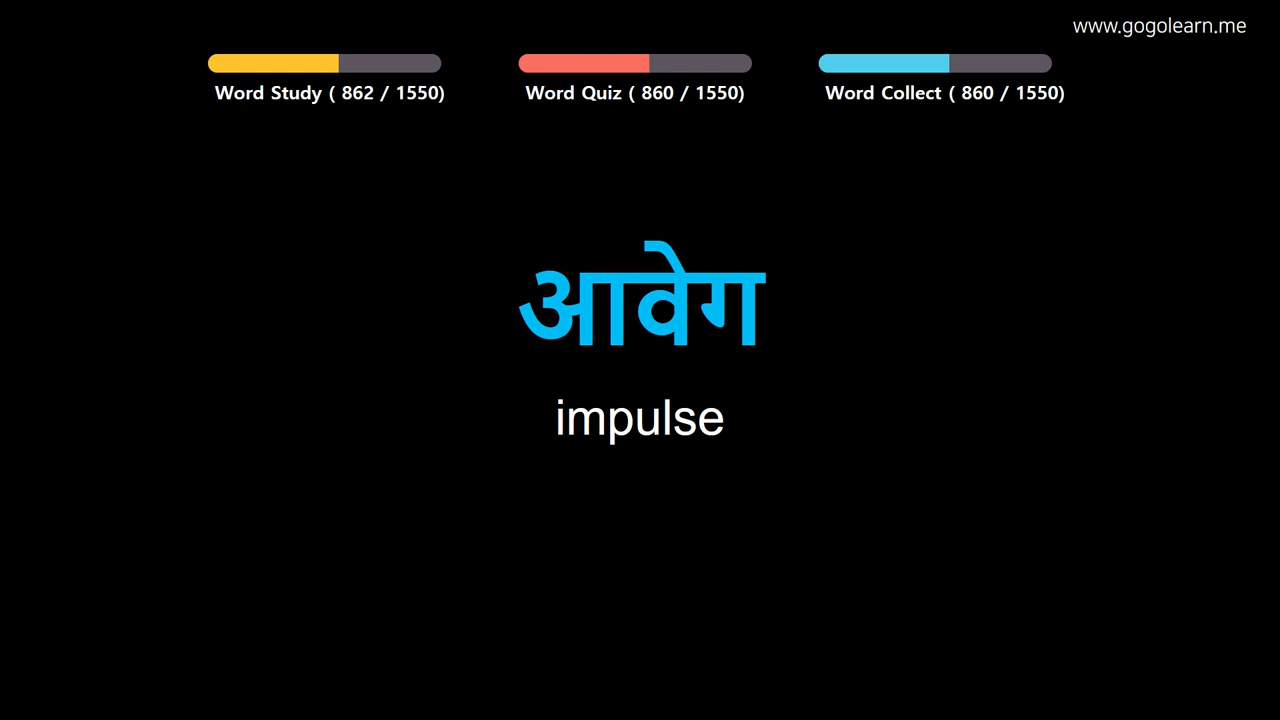 www.gogolearn.me
Word Study ( 862 / 1550)
Word Quiz ( 860 / 1550)
Word Collect ( 860 / 1550)
आवेग
impulse